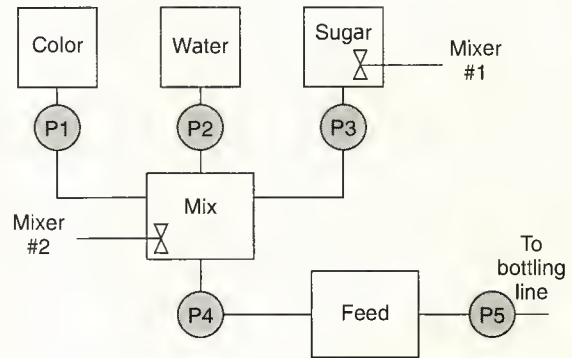 Color
Water
Sugar
Mixer
#1
P1
P2
P3
Mix
Mixer
#2
To
bottling
line
P4
Feed
P5